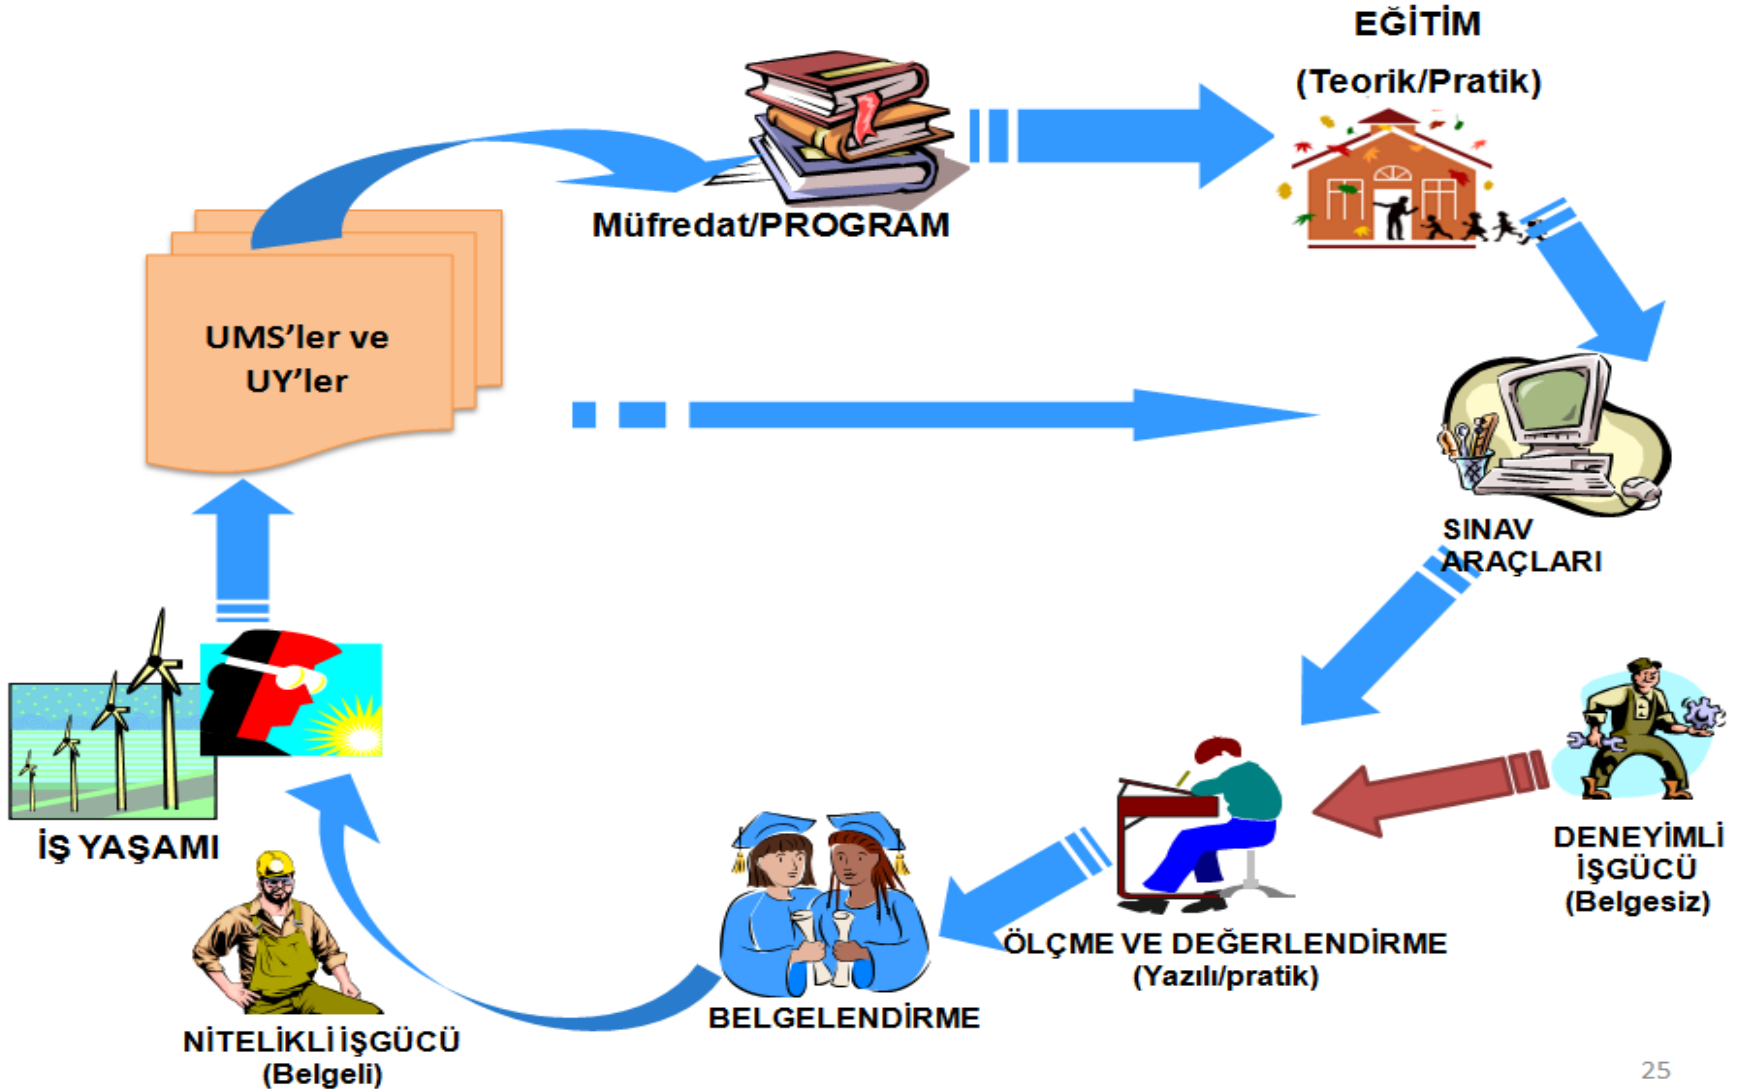 EĞİTİM
(Teorik/Pratik)
Müfredat/PROGRAM
UMS’ler ve
UY’ler
SINAV
ARAÇLARI
İŞ YAŞAMI
DENEYİMLİ
İŞGÜCÜ
(Belgesiz)
ÖLÇME VE DEĞERLENDİRME
(Yazılı/pratik)
BELGELENDİRME
NİTELİKLİ İŞGÜCÜ
(Belgeli)
25